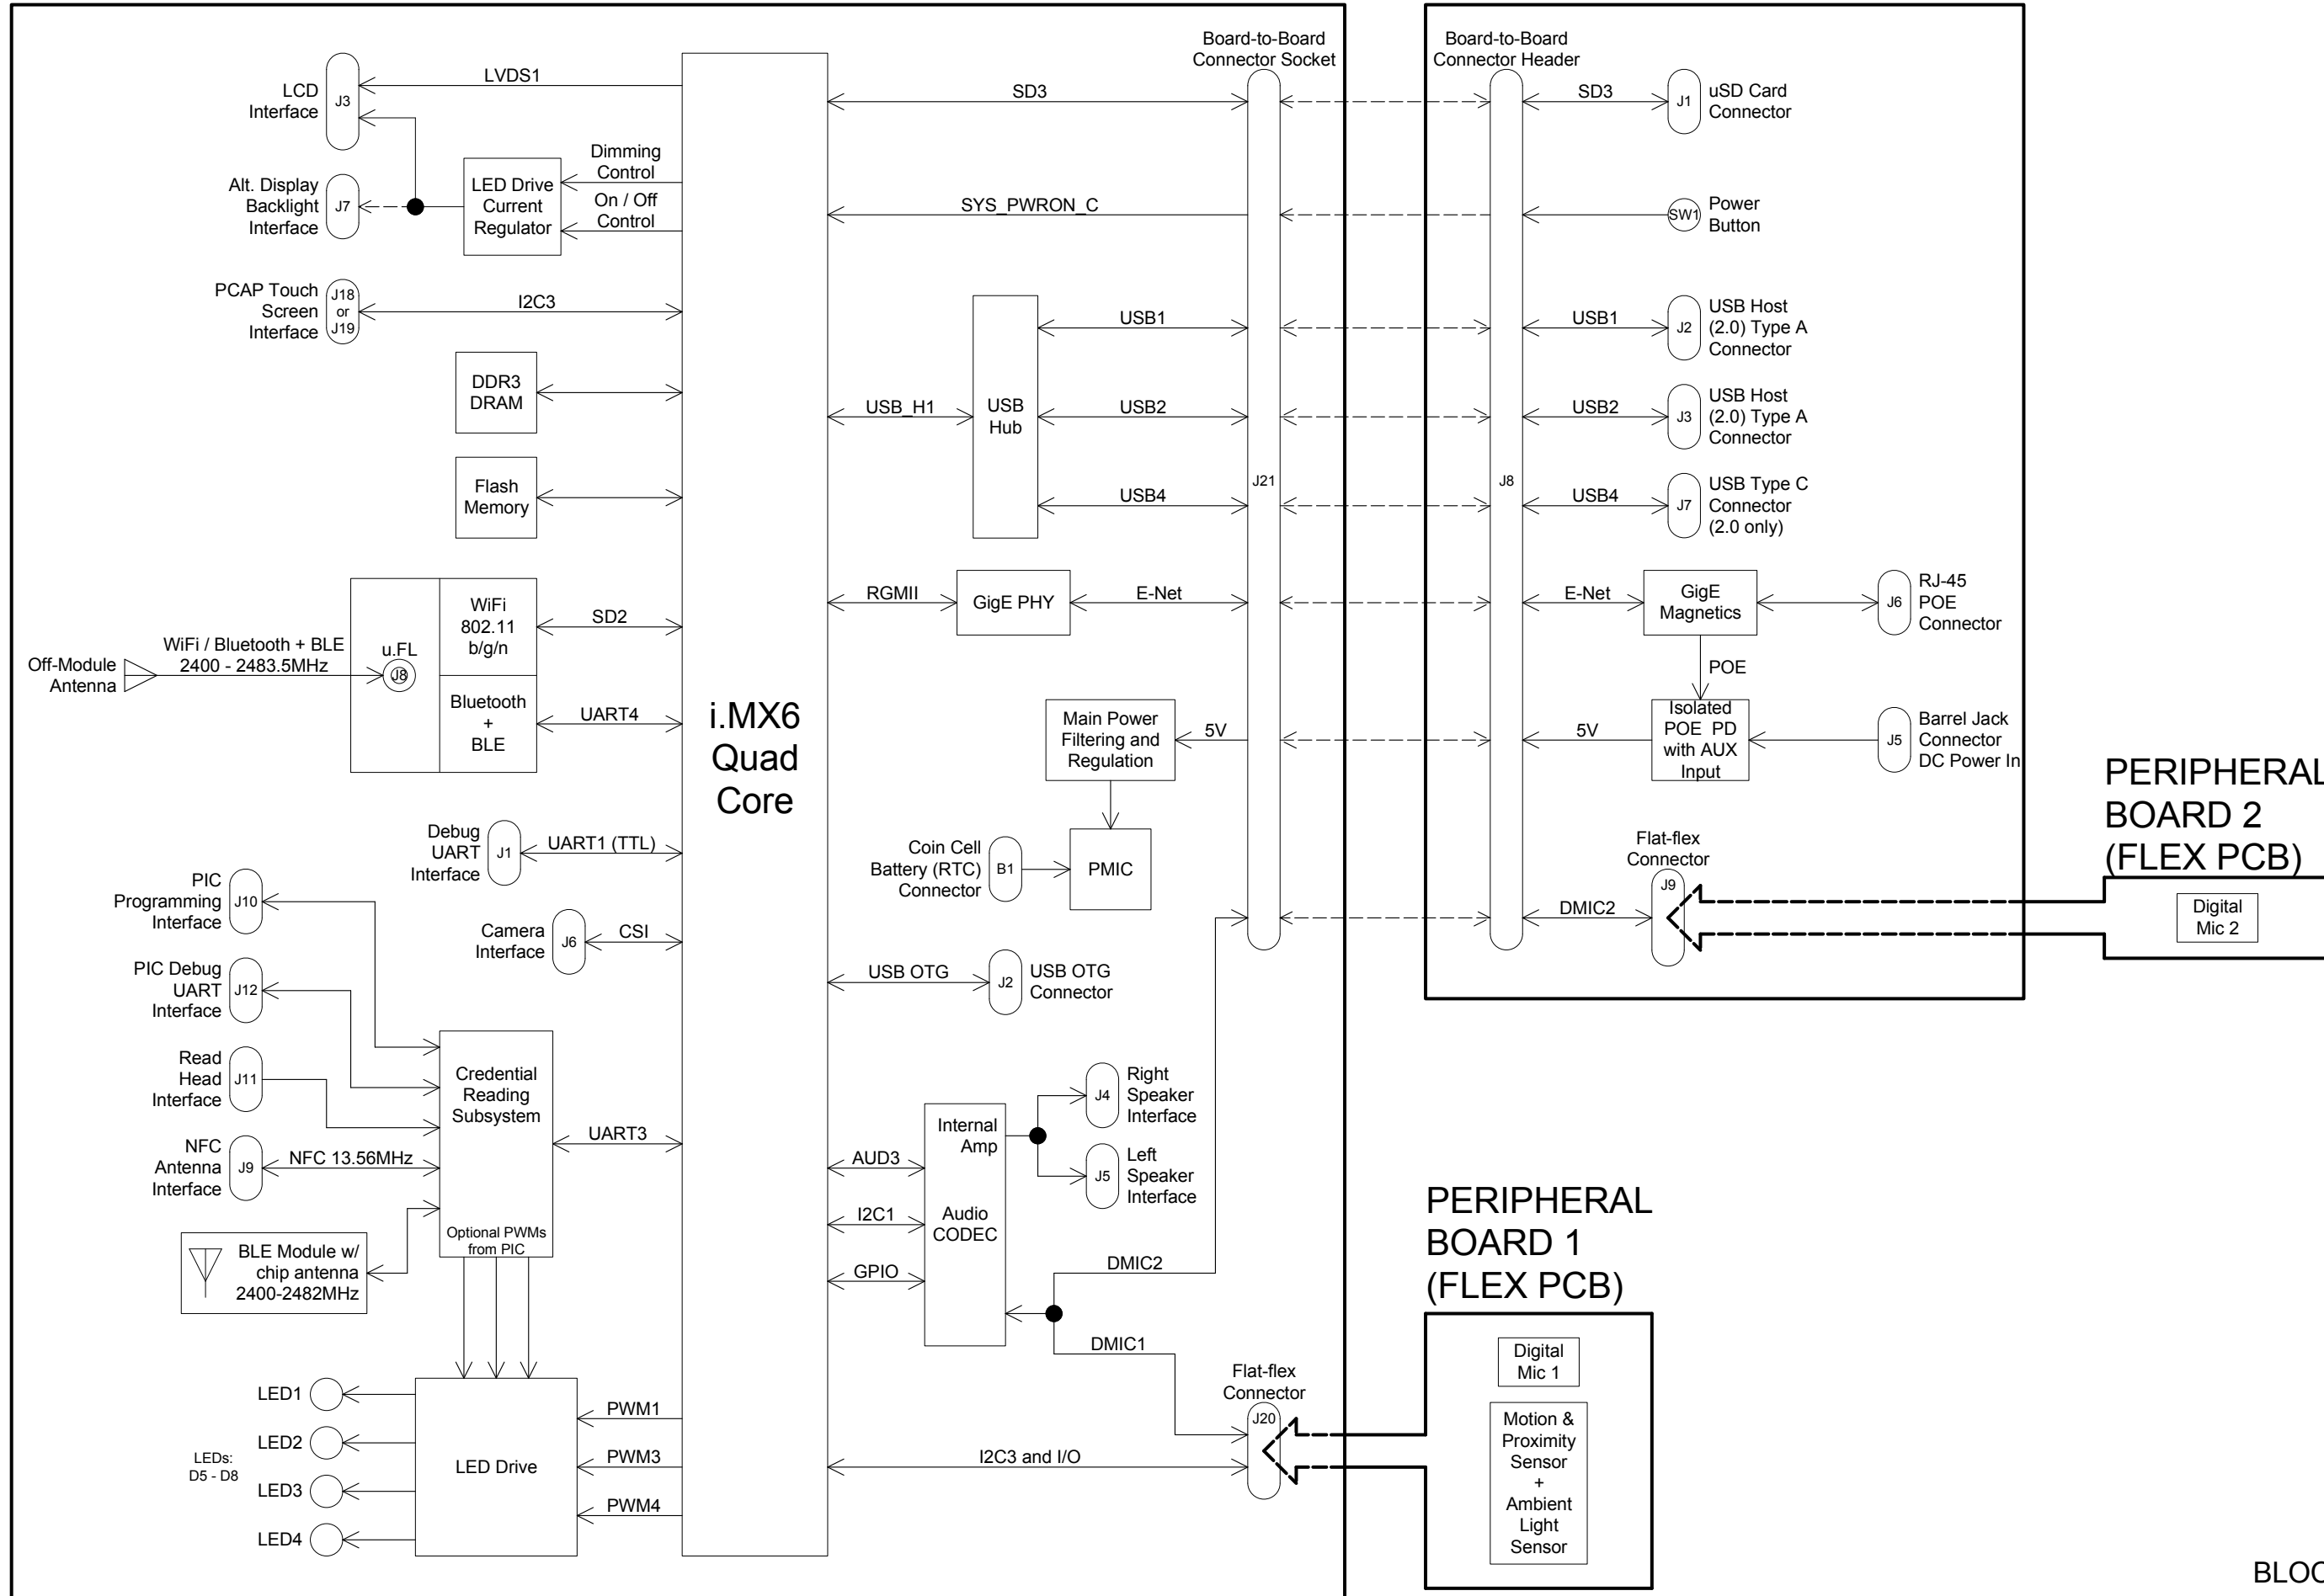 Board-to-Board
Connector Socket
Board-to-Board
Connector Header
LCD
Interface
J3
LVDS1
SD3
SD3
J1
uSD Card
Connector
Dimming
Control
On / Off
Control
LED Drive
Current
Regulator
Alt. Display
Backlight
Interface
J7
SYS_PWRON_C
SW1
Power
Button
PCAP Touch
Screen
Interface
J18
or
J19
I2C3
USB1
USB1
J2
USB Host
(2.0) Type A
Connector
DDR3
DRAM
USB_H1
USB
Hub
USB2
USB2
J3
USB Host
(2.0) Type A
Connector
Flash
Memory
USB4
J21
J8
USB4
J7
USB Type C
Connector
(2.0 only)
WiFi
802.11
b/g/n
SD2
RGMII
GigE PHY
E-Net
E-Net
GigE
Magnetics
J6
RJ-45
POE
Connector
Off-Module
Antenna
WiFi / Bluetooth + BLE
2400 - 2483.5MHz
u.FL
J8
POE
Bluetooth
+
BLE
UART4
i.MX6
Quad
Core
Main Power
Filtering and
Regulation
5V
5V
Isolated
POE PD
with AUX
Input
J5
Barrel Jack
Connector
DC Power In
PERIPHERAL
BOARD 2
(FLEX PCB)
Debug
UART
Interface
J1
UART1 (TTL)
Coin Cell
Battery (RTC)
Connector
B1
PMIC
Flat-flex
Connector
J9
DMIC2
Digital
Mic 2
PIC
Programming
Interface
J10
Camera
Interface
J6
CSI
PIC Debug
UART
Interface
J12
USB OTG
J2
USB OTG
Connector
Read
Head
Interface
J11
Credential
Reading
Subsystem
UART3
NFC
Antenna
Interface
J9
NFC 13.56MHz
Internal
Amp
J4
Right
Speaker
Interface
J5
Left
Speaker
Interface
AUD3
I2C1
GPIO
Audio
CODEC
Optional PWMs
from PIC
BLE Module w/
chip antenna
2400-2482MHz
DMIC2
DMIC1
PERIPHERAL
BOARD 1
(FLEX PCB)
Digital
Mic 1
Flat-flex
Connector
J20
LED1
LED2
LED3
LED4
LEDs:
D5 - D8
LED Drive
PWM1
PWM3
PWM4
I2C3 and I/O
Motion &
Proximity
Sensor
+
Ambient
Light
Sensor